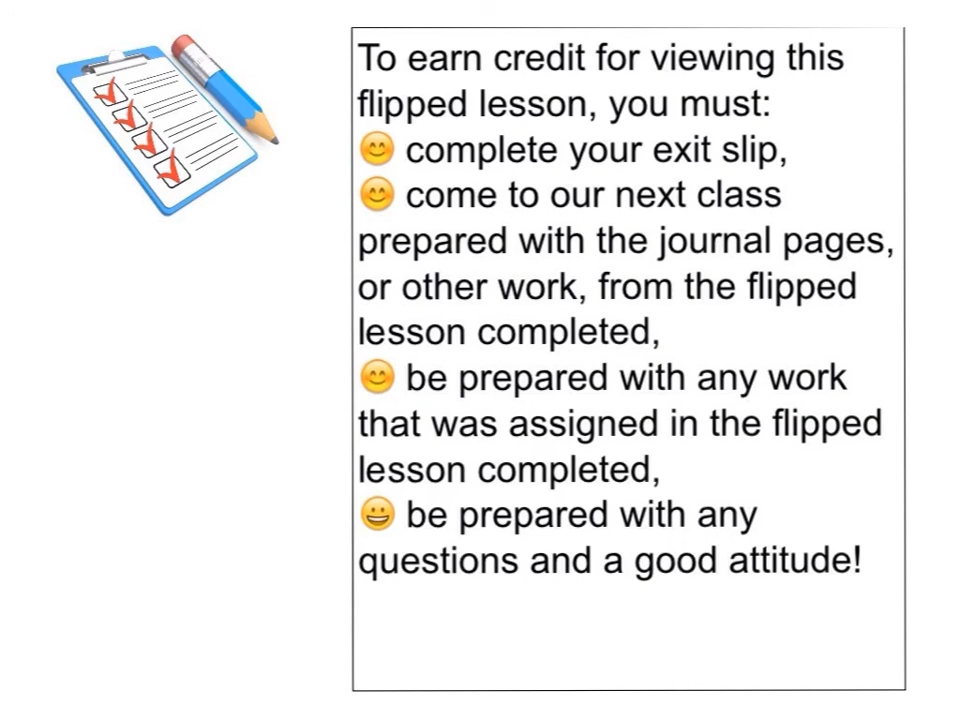 To earn credit for viewing this
flipped lesson, you must:
😊 complete your exit slip,
😊 come to our next class
prepared with the journal pages,
or other work, from the flipped
lesson completed,
😊 be prepared with any work
that was assigned in the flipped
lesson completed,
😀 be prepared with any
questions and a good attitude!